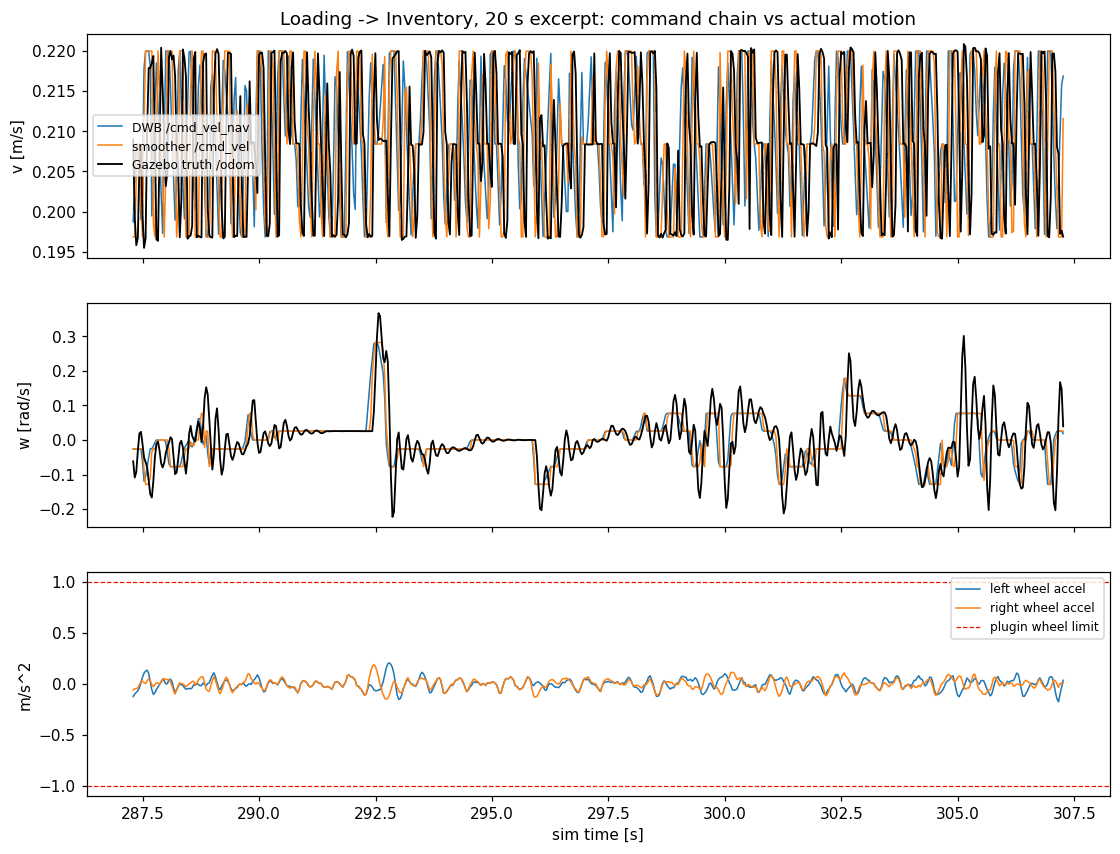 Loading -> Inventory, 20 s excerpt: command chain vs actual motion
0.220
0.215
0.210
0.205
0.200
0.195
v [m/s]
DWB /cmd_vel_nav
smoother /cmd_vel
Gazebo truth /odom
0.3
0.2
0.1
0.0
−0.1
−0.2
w [rad/s]
1.0
0.5
0.0
−0.5
−1.0
m/s^2
left wheel accel
right wheel accel
plugin wheel limit
287.5 290.0 292.5 295.0 297.5 300.0 302.5 305.0 307.5
sim time [s]